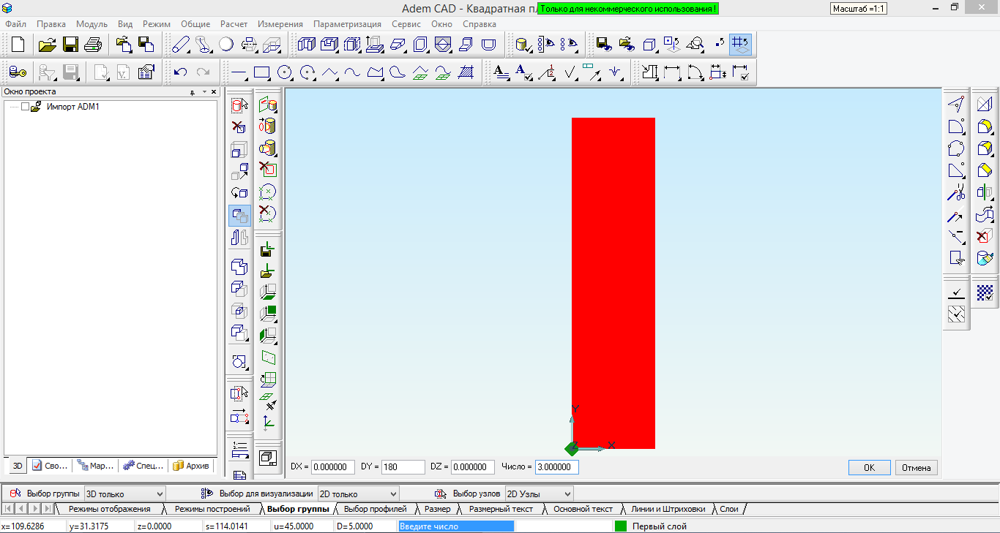 Adem CAD - Квадратная пл
Только для некоммерческого использования !
Масштаб =1:1
Файл Правка Модуль Вид Режим Общие Расчет Измерения Параметризация Сервис Окно Справка
Окно проекта
Импорт ADM1
Y
Z X
DX = 0.000000 DY = 180 DZ = 0.000000 Число = 3.000000 OK Отмена
3D Сво... Мар... Спец... Архив
Выбор группы 3D только Выбор для визуализации 2D только Выбор узлов 2D Узлы
Режимы отображения Режимы построений Выбор группы Выбор профилей Размер Размерный текст Основной текст Линии и Штриховки Слои
x=109.6286 y=31.3175 z=0.0000 s=114.0141 u=45.0000 D=5.0000 Введите число Первый слой